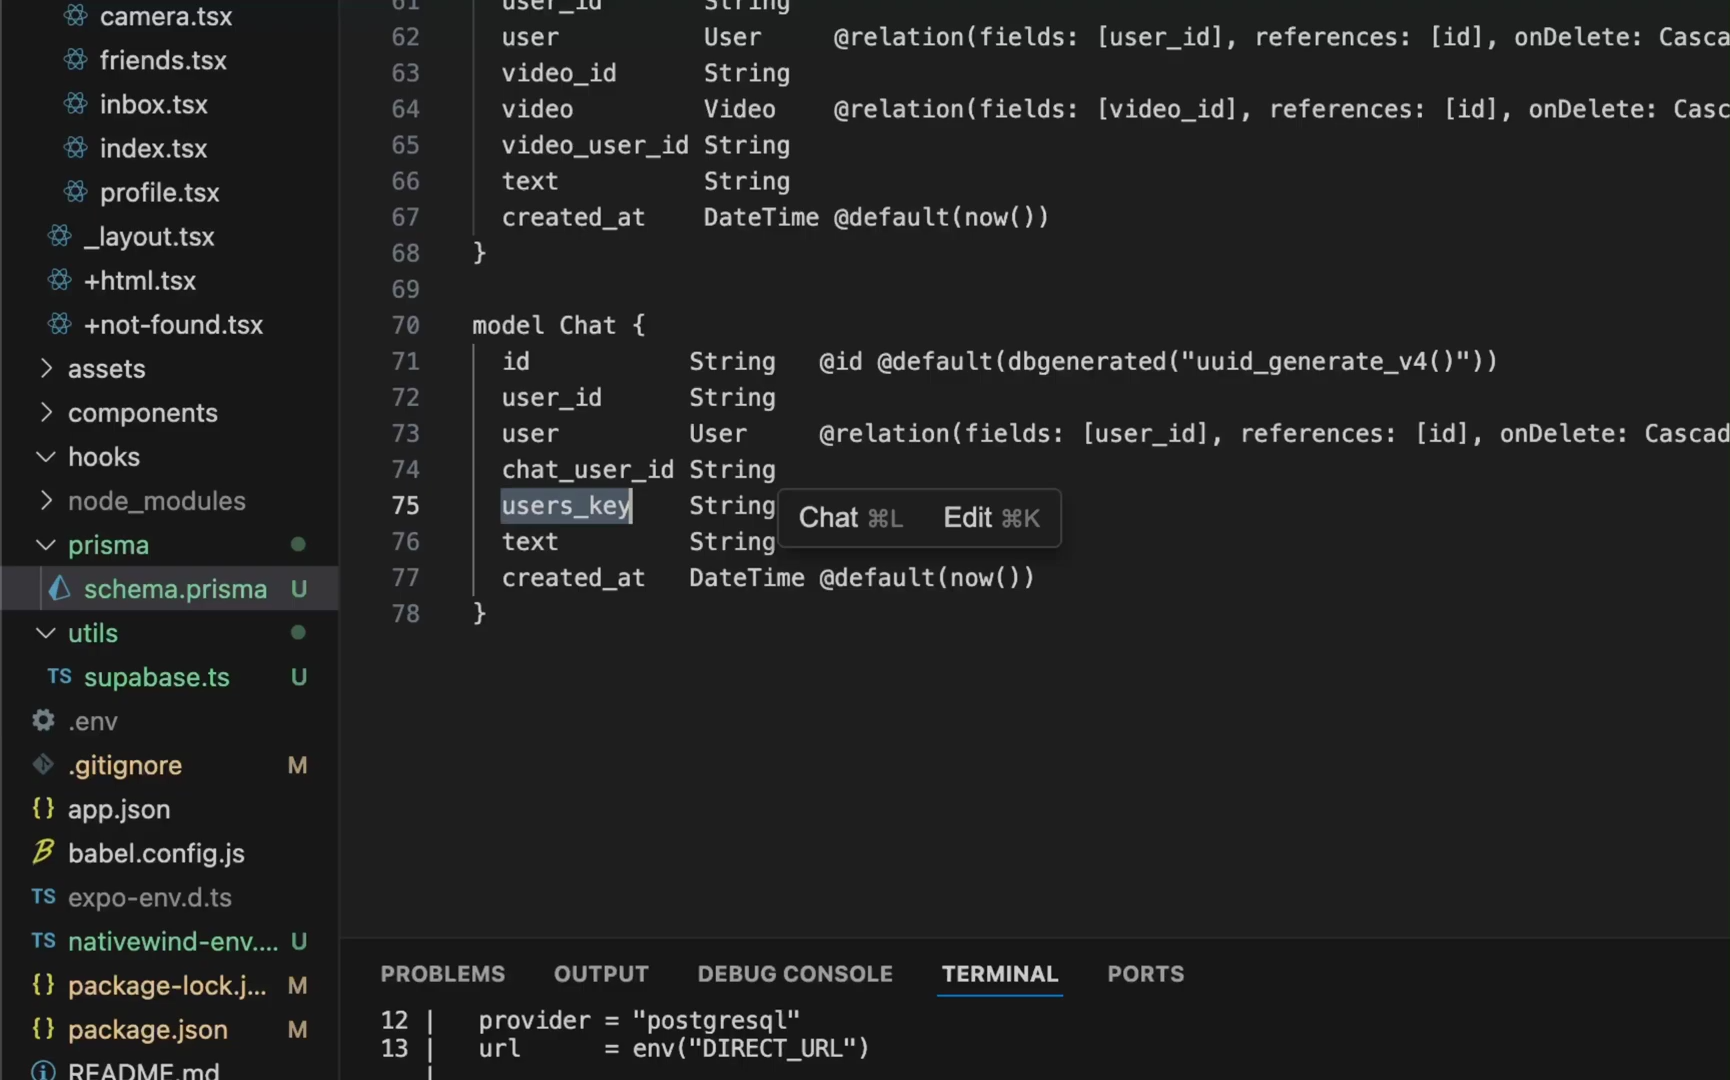 camera.tsx
friends.tsx
inbox.tsx
index.tsx
profile.tsx
_layout.tsx
+html.tsx
+not-found.tsx
assets
components
hooks
node_modules
prisma
schema.prisma U
utils
TS supabase.ts U
.env
.gitignore M
{} app.json
babel.config.js
TS expo-env.d.ts
TS nativewind-env.... U
{} package-lock.j... M
{} package.json M
README.md
61 user_id String
62 user User @relation(fields: [user_id], references: [id], onDelete: Casca
63 video_id String
64 video Video @relation(fields: [video_id], references: [id], onDelete: Casc
65 video_user_id String
66 text String
67 created_at DateTime @default(now())
68 }
69
70 model Chat {
71 id String @id @default(dbgenerated("uuid_generate_v4()"))
72 user_id String
73 user User @relation(fields: [user_id], references: [id], onDelete: Cascad
74 chat_user_id String
75 users_key String
Chat ⌘L Edit ⌘K
76 text String
77 created_at DateTime @default(now())
78 }
PROBLEMS OUTPUT DEBUG CONSOLE TERMINAL PORTS
12 | provider = "postgresql"
13 | url = env("DIRECT_URL")
|